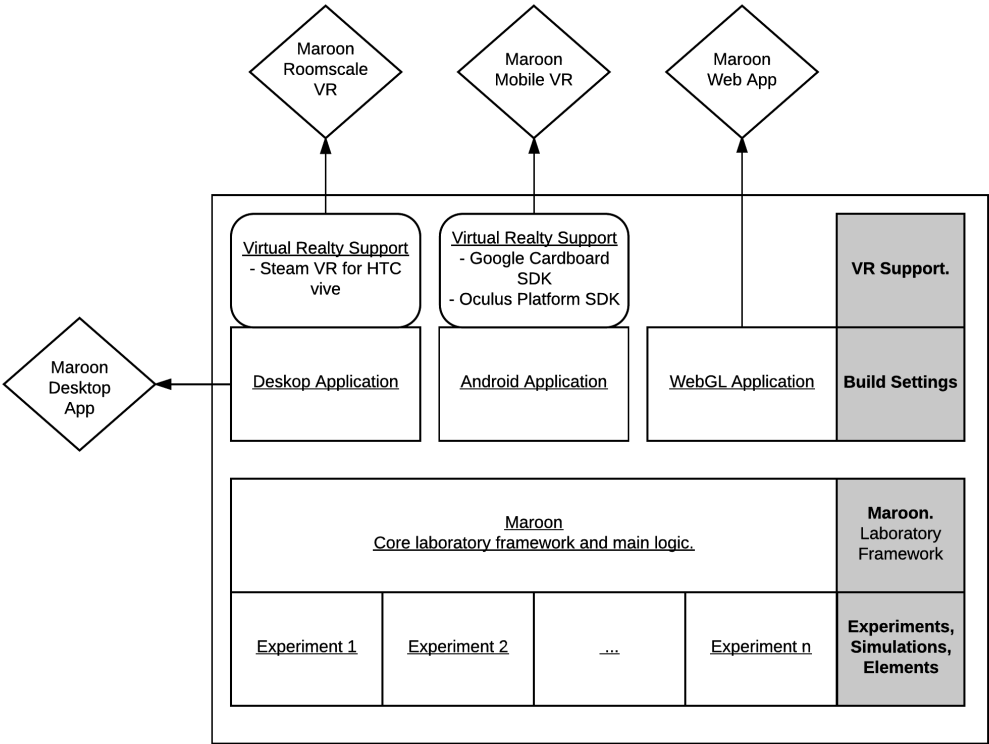 Maroon
Roomscale
VR
Maroon
Mobile VR
Maroon
Web App
Virtual Realty Support
- Steam VR for HTC
vive
Virtual Realty Support
- Google Cardboard
SDK
- Oculus Platform SDK
VR Support.
Maroon
Desktop
App
Deskop Application
Android Application
WebGL Application
Build Settings
Maroon
Core laboratory framework and main logic.
Maroon.
Laboratory
Framework
Experiment 1
Experiment 2
...
Experiment n
Experiments,
Simulations,
Elements